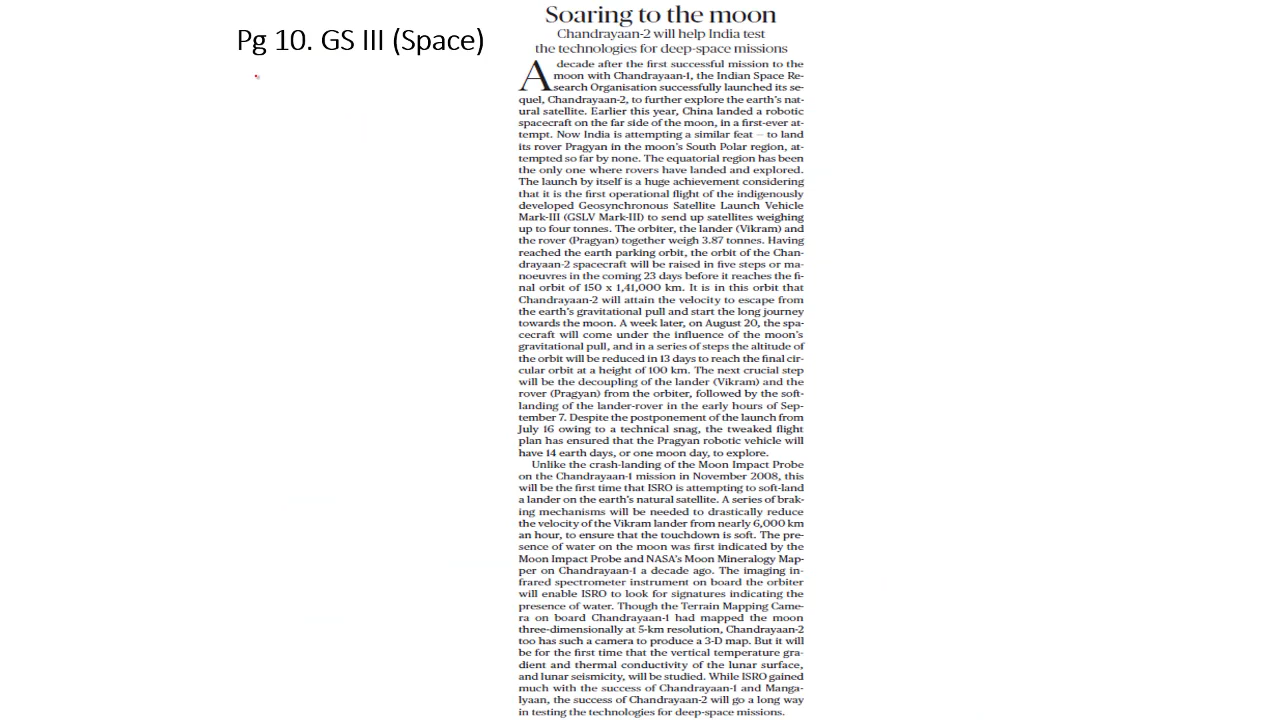 Pg 10. GS III (Space)
Soaring to the moon
Chandrayaan-2 will help India test
the technologies for deep-space missions
A decade after the first successful mission to the
moon with Chandrayaan-1, the Indian Space Re-
search Organisation successfully launched its se-
quel, Chandrayaan-2, to further explore the earth's nat-
ural satellite. Earlier this year, China landed a robotic
spacecraft on the far side of the moon, in a first-ever at-
tempt. Now India is attempting a similar feat – to land
its rover Pragyan in the moon's South Polar region, at-
tempted so far by none. The equatorial region has been
the only one where rovers have landed and explored.
The launch by itself is a huge achievement considering
that it is the first operational flight of the indigenously
developed Geosynchronous Satellite Launch Vehicle
Mark-III (GSLV Mark-III) to send up satellites weighing
up to four tonnes. The orbiter, the lander (Vikram) and
the rover (Pragyan) together weigh 3.87 tonnes. Having
reached the earth parking orbit, the orbit of the Chan-
drayaan-2 spacecraft will be raised in five steps or ma-
noeuvres in the coming 23 days before it reaches the fi-
nal orbit of 150 x 1,41,000 km. It is in this orbit that
Chandrayaan-2 will attain the velocity to escape from
the earth's gravitational pull and start the long journey
towards the moon. A week later, on August 20, the spa-
cecraft will come under the influence of the moon's
gravitational pull, and in a series of steps the altitude of
the orbit will be reduced in 13 days to reach the final cir-
cular orbit at a height of 100 km. The next crucial step
will be the decoupling of the lander (Vikram) and the
rover (Pragyan) from the orbiter, followed by the soft-
landing of the lander-rover in the early hours of Sep-
tember 7. Despite the postponement of the launch from
July 16 owing to a technical snag, the tweaked flight
plan has ensured that the Pragyan robotic vehicle will
have 14 earth days, or one moon day, to explore.
Unlike the crash-landing of the Moon Impact Probe
on the Chandrayaan-1 mission in November 2008, this
will be the first time that ISRO is attempting to soft-land
a lander on the earth's natural satellite. A series of brak-
ing mechanisms will be needed to drastically reduce
the velocity of the Vikram lander from nearly 6,000 km
an hour, to ensure that the touchdown is soft. The pre-
sence of water on the moon was first indicated by the
Moon Impact Probe and NASA's Moon Mineralogy Map-
per on Chandrayaan-1 a decade ago. The imaging in-
frared spectrometer instrument on board the orbiter
will enable ISRO to look for signatures indicating the
presence of water. Though the Terrain Mapping Came-
ra on board Chandrayaan-1 had mapped the moon
three-dimensionally at 5-km resolution, Chandrayaan-2
too has such a camera to produce a 3-D map. But it will
be for the first time that the vertical temperature gra-
dient and thermal conductivity of the lunar surface,
and lunar seismicity, will be studied. While ISRO gained
much with the success of Chandrayaan-1 and Manga-
lyaan, the success of Chandrayaan-2 will go a long way
in testing the technologies for deep-space missions.